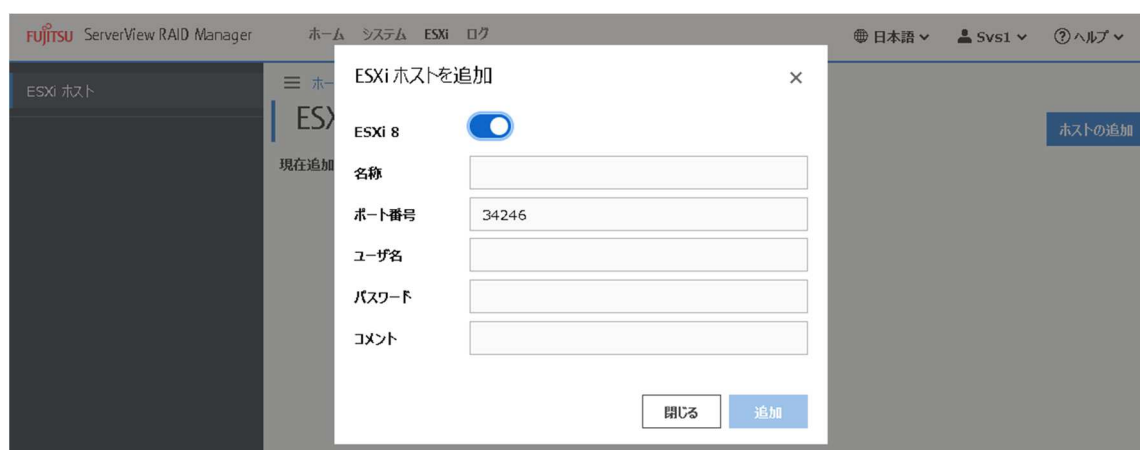 FUJITSU ServerView RAID Manager ホーム システム ESXi ログ 日本語 Svs1 ヘルプ
ESXi ホスト
ホー
ESX
ホストの追加
現在追加
ESXi ホストを追加 ×
ESXi 8
名称
ポート番号 34246
ユーザ名
パスワード
コメント
閉じる 追加